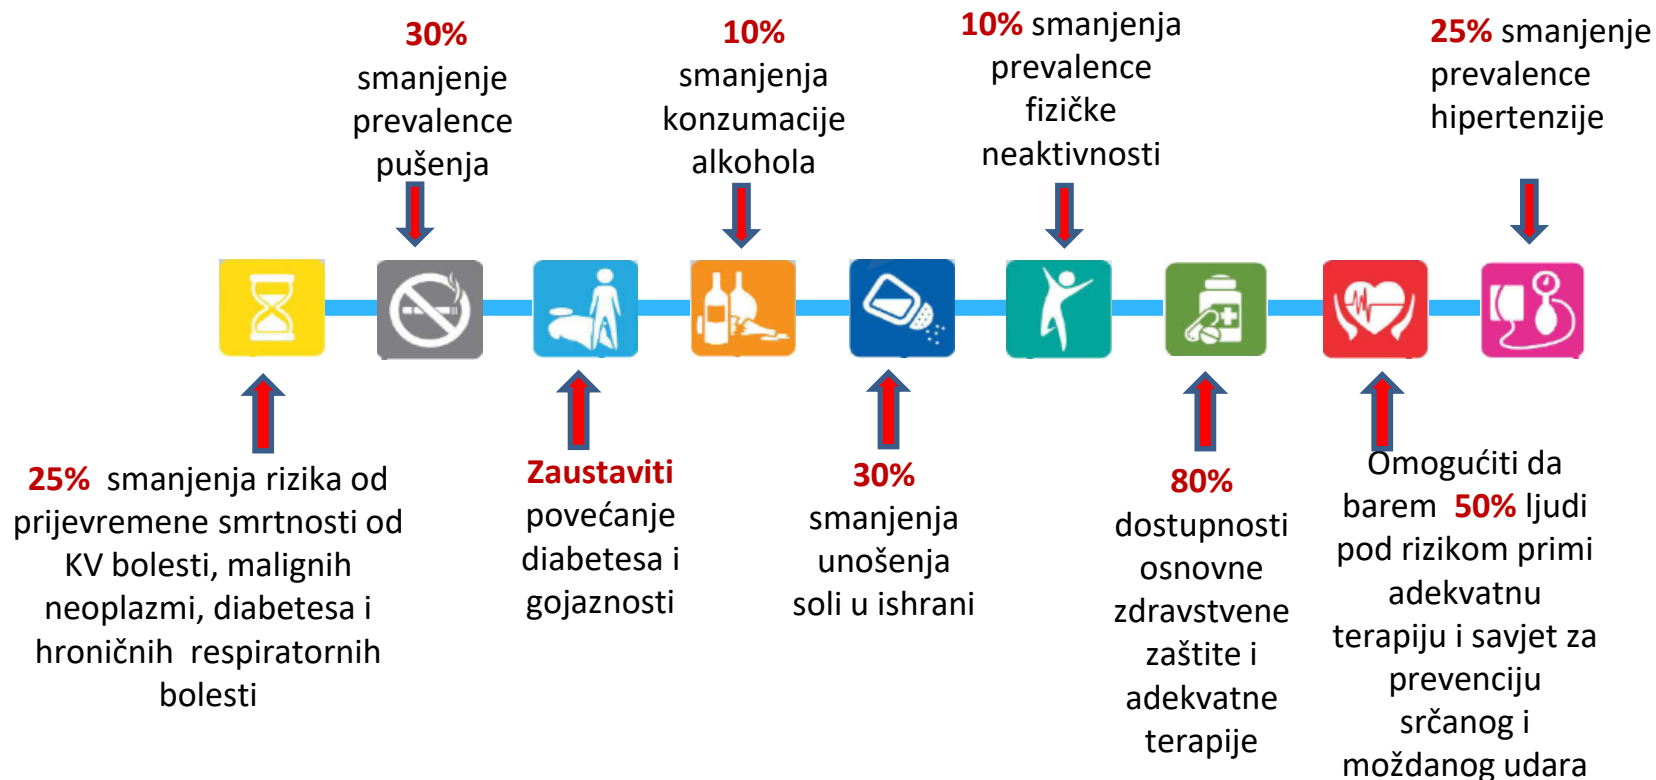 30%
smanjenje
prevalence
pušenja
10%
smanjenja
konzumacije
alkohola
10% smanjenja
prevalence
fizičke
neaktivnosti
25% smanjenje
prevalence
hipertenzije
25% smanjenja rizika od
prijevremene smrtnosti od
KV bolesti, malignih
neoplazmi, diabetesa i
hroničnih respiratornih
bolesti
Zaustaviti
povećanje
diabetesa i
gojaznosti
30%
smanjenja
unošenja
soli u ishrani
80%
dostupnosti
osnovne
zdravstvene
zaštite i
adekvatne
terapije
Omogućiti da
barem 50% ljudi
pod rizikom primi
adekvatnu
terapiju i savjet za
prevenciju
srčanog i
moždanog udara